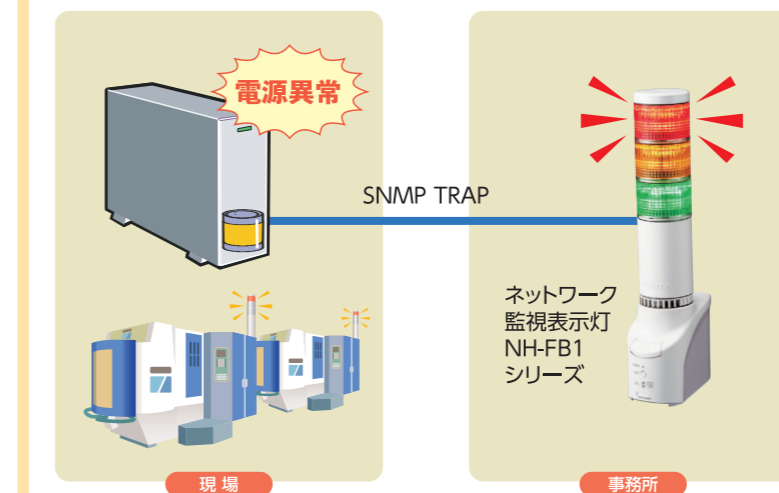 電源異常
SNMP TRAP
ネットワーク
監視表示灯
NH-FB1
シリーズ
現場
事務所